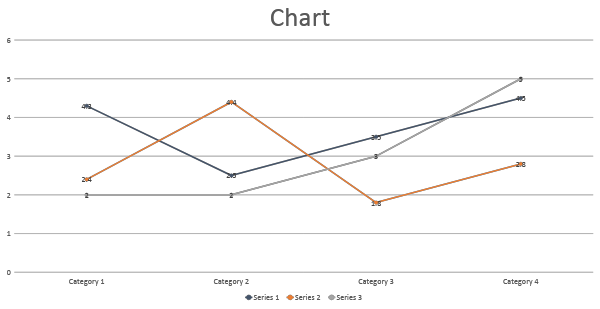 Chart
6
5
4
3
2
1
0
4.3
2.5
3.5
4.5
2.4
4.4
1.8
2.8
2
2
3
5
Category 1
Category 2
Category 3
Category 4
Series 1
Series 2
Series 3